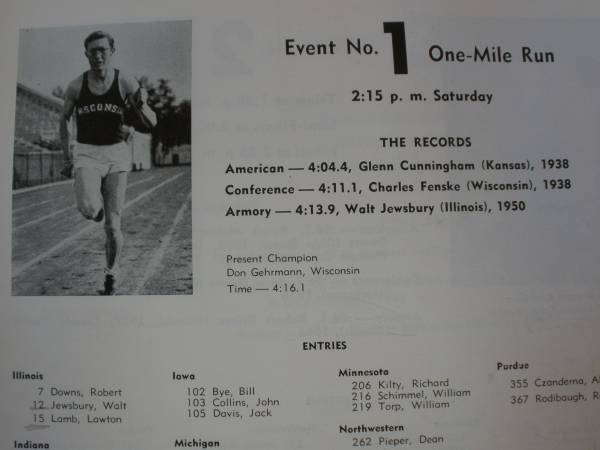 WISCONSIN
Event No. 1 One-Mile Run
2:15 p. m. Saturday
THE RECORDS
American — 4:04.4, Glenn Cunningham (Kansas), 1938
Conference — 4:11.1, Charles Fenske (Wisconsin), 1938
Armory — 4:13.9, Walt Jewsbury (Illinois), 1950
Present Champion
Don Gehrmann, Wisconsin
Time — 4:16.1
ENTRIES
Illinois
7 Downs, Robert
12 Jewsbury, Walt
15 Lamb, Lawton
Indiana
Iowa
102 Bye, Bill
103 Collins, John
105 Davis, Jack
Michigan
Minnesota
206 Kilty, Richard
216 Schimmel, William
219 Torp, William
Northwestern
262 Pieper, Dean
Purdue
355 Czanderna, A
367 Rodibaugh, R